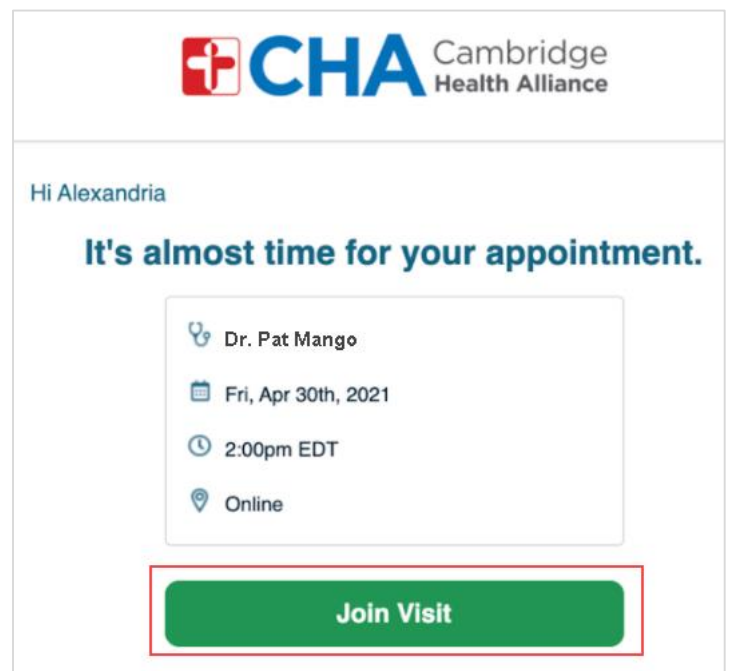 CHA Cambridge
Health Alliance
Hi Alexandria
It's almost time for your appointment.
Dr. Pat Mango
Fri, Apr 30th, 2021
2:00pm EDT
Online
Join Visit